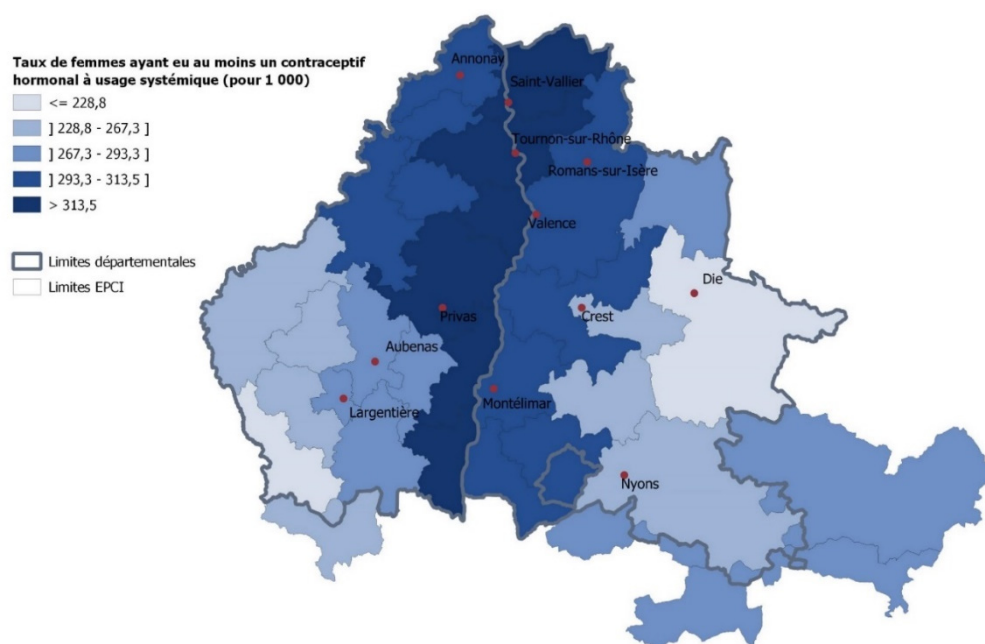 Taux de femmes ayant eu au moins un contraceptif
hormonal à usage systémique (pour 1 000)
<= 228,8
] 228,8 - 267,3 ]
] 267,3 - 293,3 ]
] 293,3 - 313,5 ]
> 313,5
Limites départementales
Limites EPCI
Annonay
Saint-Vallier
Tournon-sur-Rhône
Romans-sur-Isère
Valence
Die
Privas
Crest
Aubenas
Largentière
Montélimar
Nyons